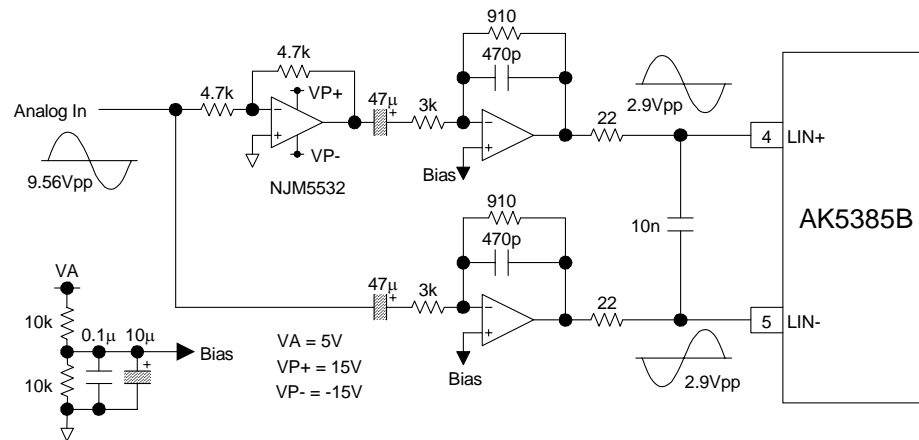 910
4.7k
470p
4.7k
VP+
47μ
3k
2.9Vpp
Analog In
22
4
LIN+
VP-
Bias
9.56Vpp
NJM5532
910
AK5385B
10n
470p
VA
47μ
3k
22
10k
0.1μ
10μ
5
LIN-
Bias
VA = 5V
10k
VP+ = 15V
Bias
2.9Vpp
VP- = -15V
- 
+
-
+
-
+
+
+
+